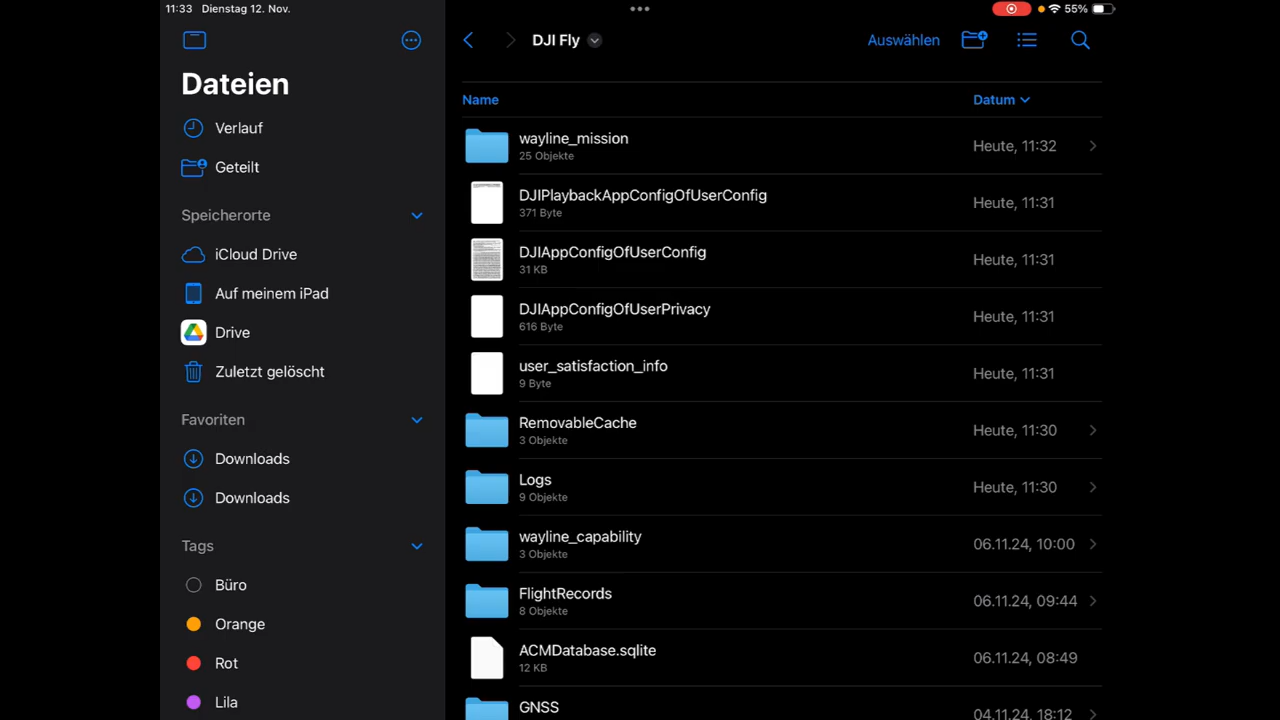 11:33 Dienstag 12. Nov.
55%
Dateien
Verlauf
Geteilt
Speicherorte
iCloud Drive
Auf meinem iPad
Drive
Zuletzt gelöscht
Favoriten
Downloads
Downloads
Tags
Büro
Orange
Rot
Lila
DJI Fly
Auswählen
Name Datum
wayline_mission
25 Objekte
Heute, 11:32
DJIPlaybackAppConfigOfUserConfig
371 Byte
Heute, 11:31
DJIAppConfigOfUserConfig
31 KB
Heute, 11:31
DJIAppConfigOfUserPrivacy
616 Byte
Heute, 11:31
user_satisfaction_info
9 Byte
Heute, 11:31
RemovableCache
3 Objekte
Heute, 11:30
Logs
9 Objekte
Heute, 11:30
wayline_capability
3 Objekte
06.11.24, 10:00
FlightRecords
8 Objekte
06.11.24, 09:44
ACMDatabase.sqlite
12 KB
06.11.24, 08:49
GNSS
04.11.24, 18:12